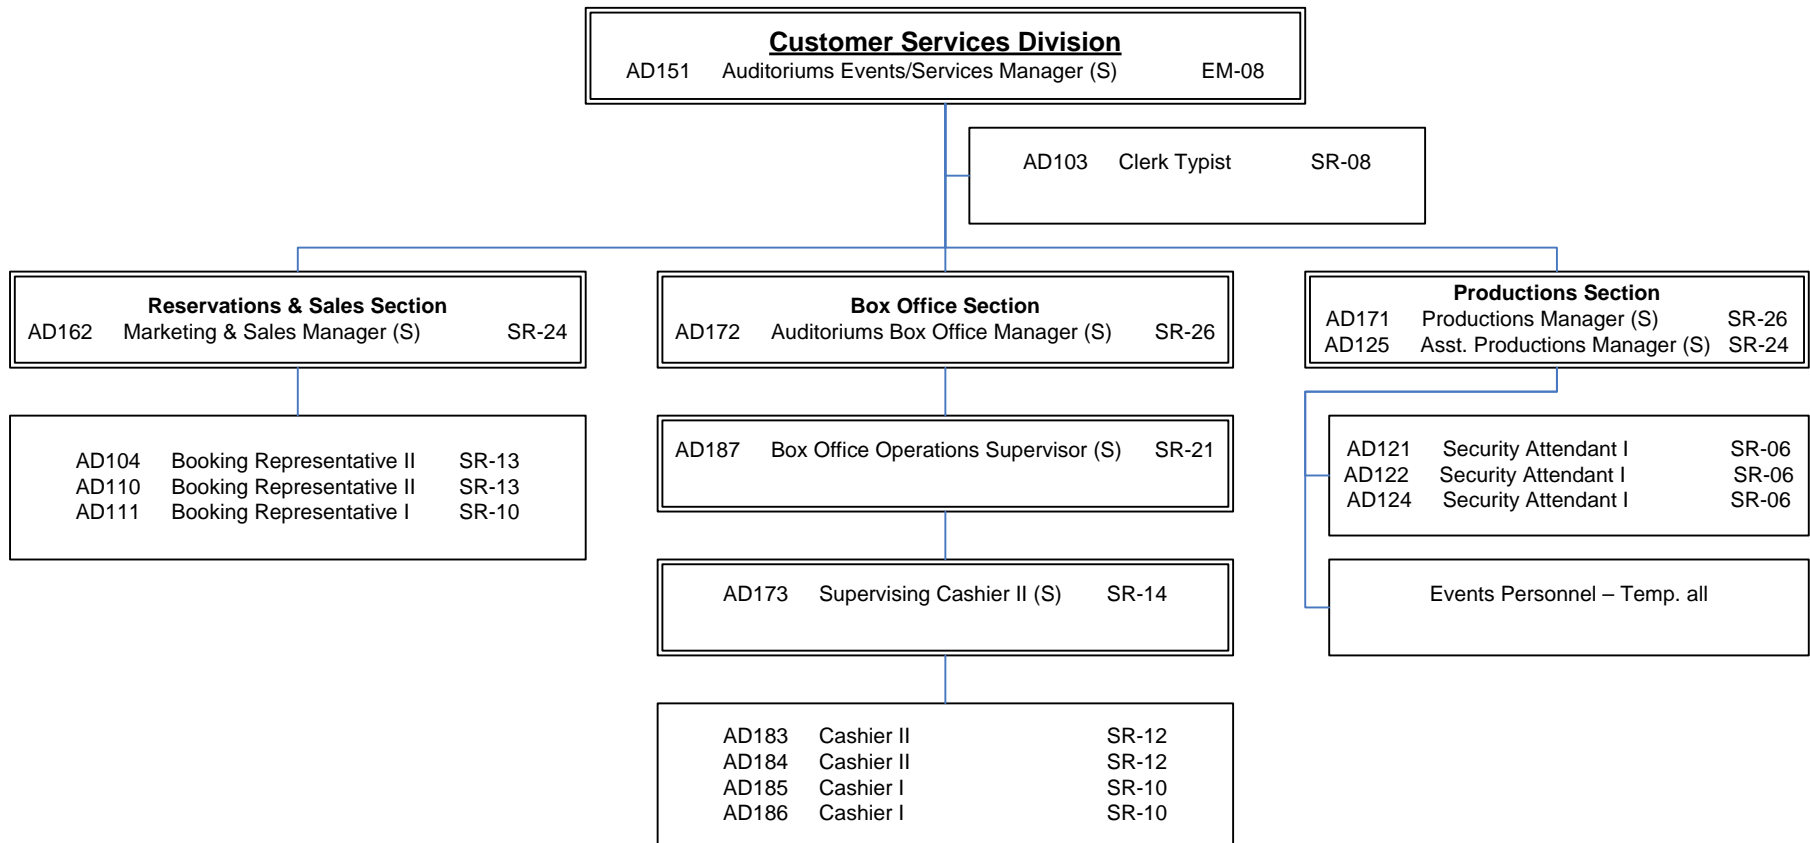 Customer Services Division
AD151 Auditoriums Events/Services Manager (S) EM-08
AD103 Clerk Typist SR-08
Reservations & Sales Section
AD162 Marketing & Sales Manager (S) SR-24
AD104 Booking Representative II SR-13
AD110 Booking Representative II SR-13
AD111 Booking Representative I SR-10
Box Office Section
AD172 Auditoriums Box Office Manager (S) SR-26
AD187 Box Office Operations Supervisor (S) SR-21
AD173 Supervising Cashier II (S) SR-14
AD183 Cashier II SR-12
AD184 Cashier II SR-12
AD185 Cashier I SR-10
AD186 Cashier I SR-10
Productions Section
AD171 Productions Manager (S) SR-26
AD125 Asst. Productions Manager (S) SR-24
AD121 Security Attendant I SR-06
AD122 Security Attendant I SR-06
AD124 Security Attendant I SR-06
Events Personnel – Temp. all